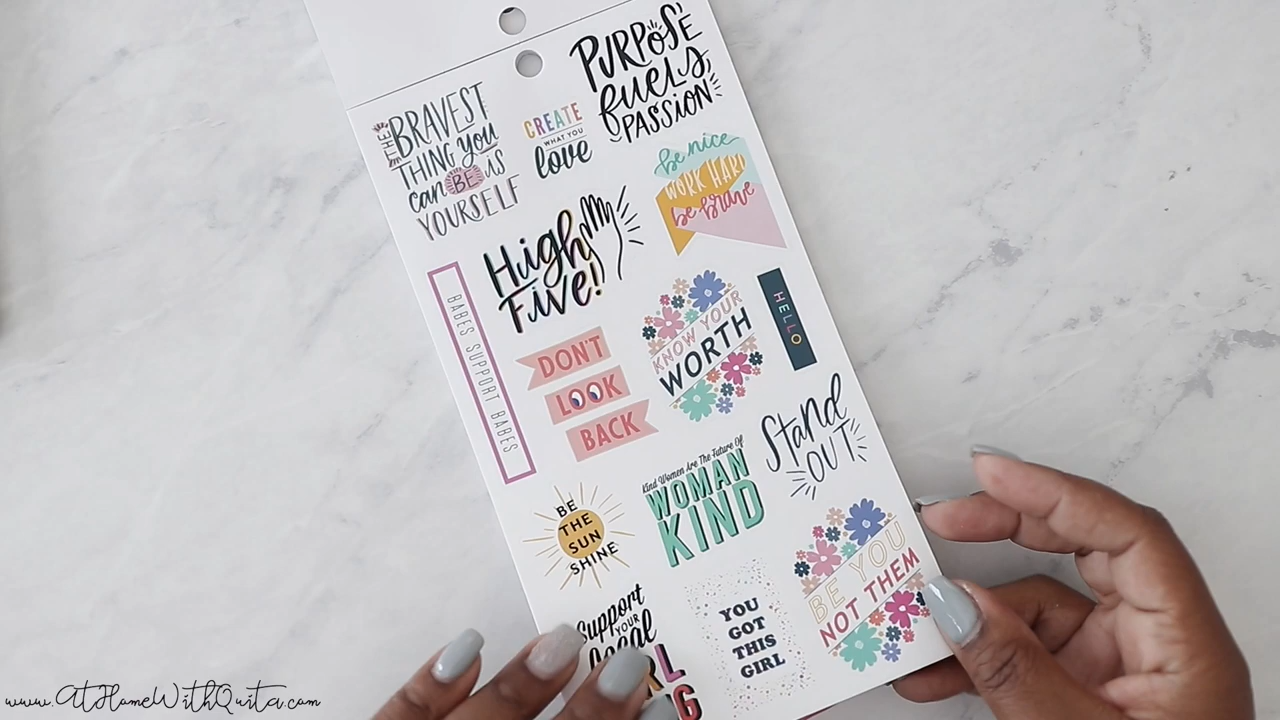 THE
BRAVEST
THING you
can BE AS
YOURSELF
CREATE
WHAT YOU
love
PURPOSE
fuels
PASSION
be nice
WORK HARD
be brave
HIGH
FIVE!
BABES SUPPORT BABES
DON'T
LOOK
BACK
KNOW YOUR
WORTH
HELLO
Stand
OUT
BE
THE
SUN
SHINE
Kind Women Are The Future Of
WOMAN
KIND
Support
YOUR
local
YOU
GOT
THIS
GIRL
BE YOU
NOT THEM
www.AtHomeWithQuita.com